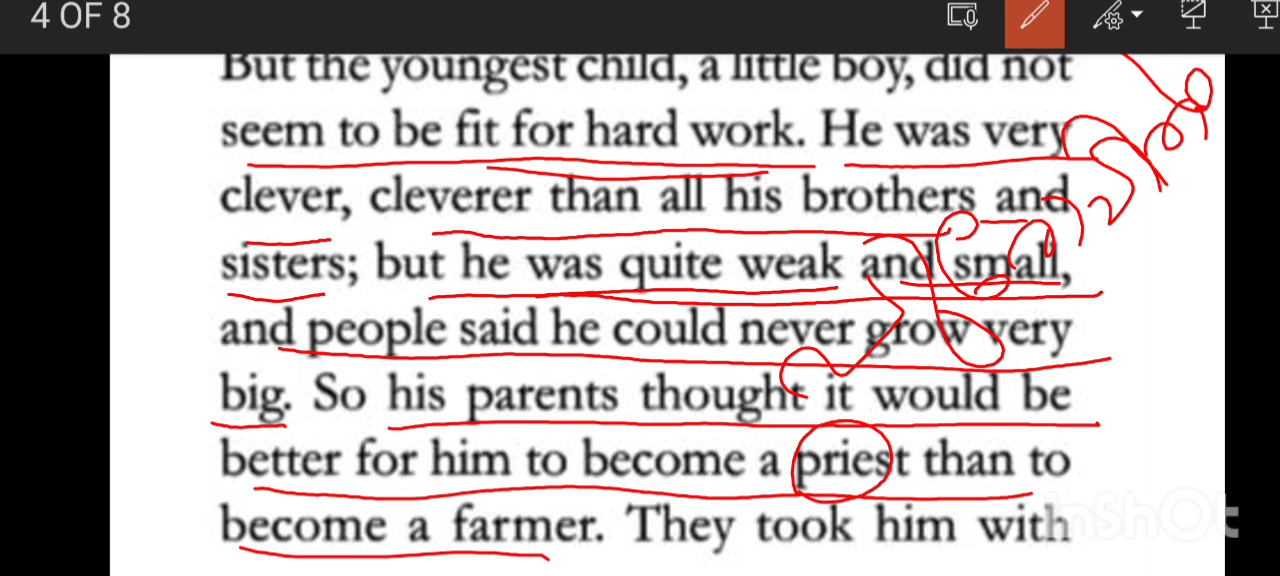 4 OF 8
But the youngest child, a little boy, did not
seem to be fit for hard work. He was very
clever, cleverer than all his brothers and
sisters; but he was quite weak and small,
and people said he could never grow very
big. So his parents thought it would be
better for him to become a priest than to
become a farmer. They took him with
InShOt